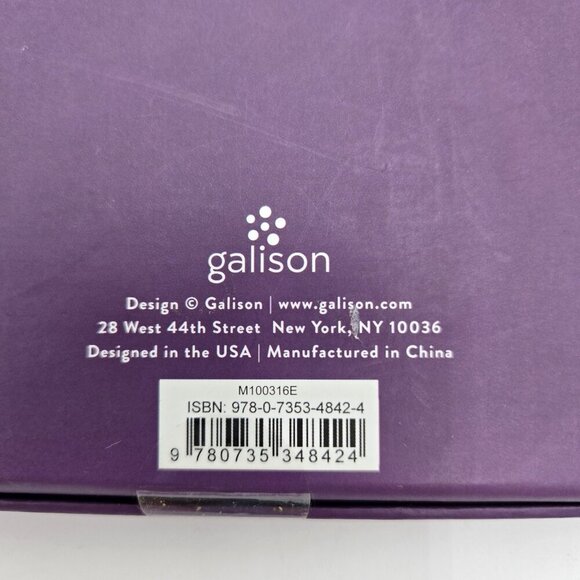 galison
Design © Galison | www.galison.com
28 West 44th Street New York, NY 10036
Designed in the USA | Manufactured in China
M100316E
ISBN: 978-0-7353-4842-4
9 780735 348424